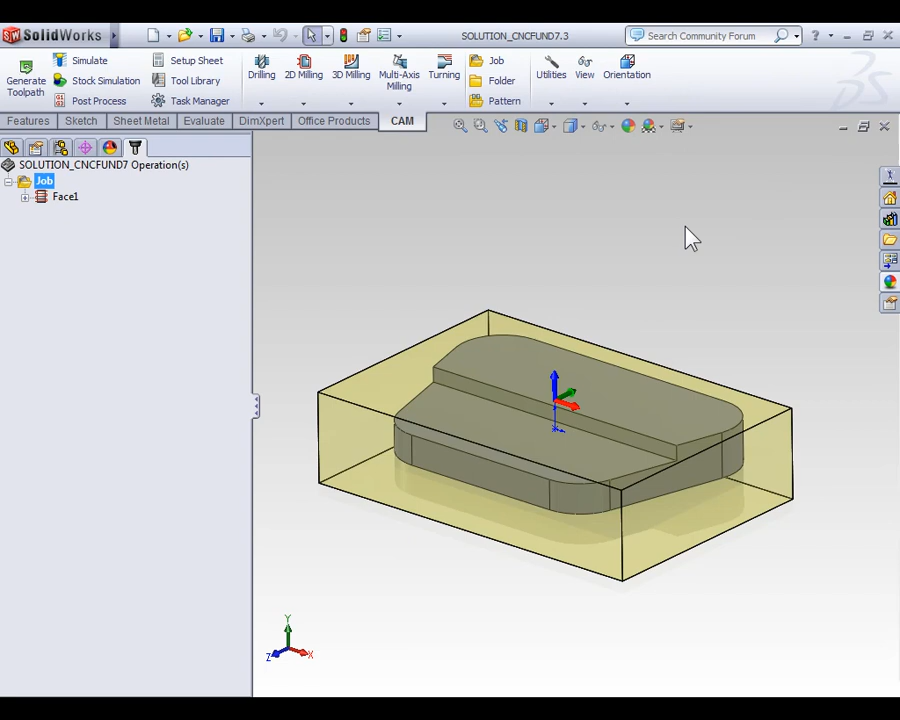 SolidWorks
SOLUTION_CNCFUND7.3
Search Community Forum
?
Generate
Toolpath
Simulate
Stock Simulation
Post Process
Setup Sheet
Tool Library
Task Manager
Drilling
2D Milling
3D Milling
Multi-Axis
Milling
Turning
Job
Folder
Pattern
Utilities
View
Orientation
Features
Sketch
Sheet Metal
Evaluate
DimXpert
Office Products
CAM
SOLUTION_CNCFUND7 Operation(s)
Job
Face1
Y
Z
X